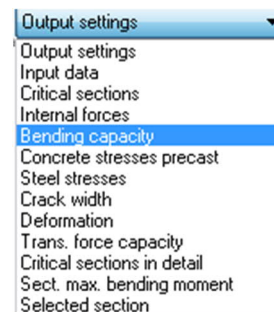 Output settings
Output settings
Input data
Critical sections
Internal forces
Bending capacity
Concrete stresses precast
Steel stresses
Crack width
Deformation
Trans. force capacity
Critical sections in detail
Sect. max. bending moment
Selected section